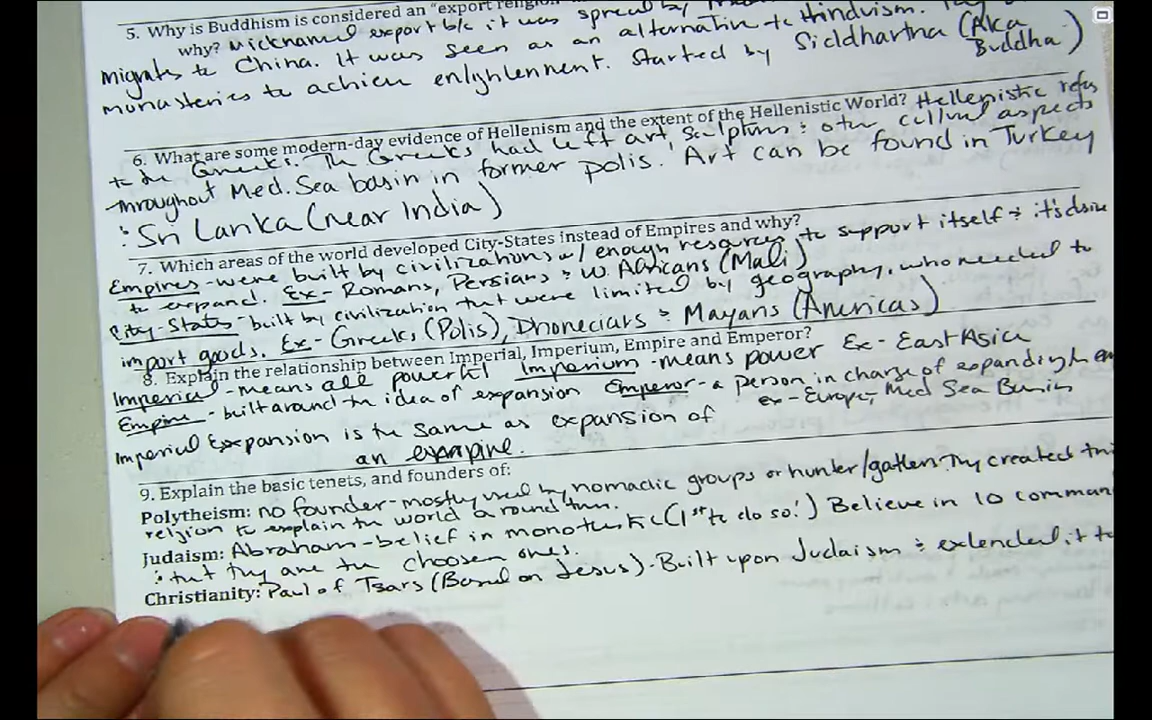 5. Why is Buddhism is considered an "export religion
why? Nicknamed export b/c it was spread by
migrates to China. It was seen as an alternative to Hinduism.
monasteries to achieve enlighlennent. Started by Siddhartha (Aka
Buddha)
6. What are some modern-day evidence of Hellenism and the extent of the Hellenistic World? Hellenistic refers
to the Greeks. The Greeks had left art, sculptures & other cultural aspects
throughout Med. Sea basin in former polis. Art can be found in Turkey
& Sri Lanka (near India)
7. Which areas of the world developed City-States instead of Empires and why?
Empires - were built by civilizations w/ enough resources to support itself & it's desire
to expand. Ex - Romans, Persians & W. Africans (Mali)
City-States - built by civilization that were limited by geography, who needed to
import goods. Ex - Greeks (Polis), Phonecians & Mayans (Americas)
8. Explain the relationship between Imperial, Imperium, Empire and Emperor?
Imperial - means all powerful Imperium - means power Ex - East Asia
Empire - built around the idea of expansion Emperor - a person in charge of expanding
Imperial Expansion is the same as expansion of ex - Europe, Med Sea Basin
an empire.
9. Explain the basic tenets, and founders of:
Polytheism: no founder - mostly used by nomadic groups or hunter/gather. They created this
religion to explain the world around them.
Judaism: Abraham - belief in monotheistic (1st to do so!) Believe in 10 comman
& that they are the choosen ones.
Christianity: Paul of Tsars (Based on Jesus) - Built upon Judaism & extended it to